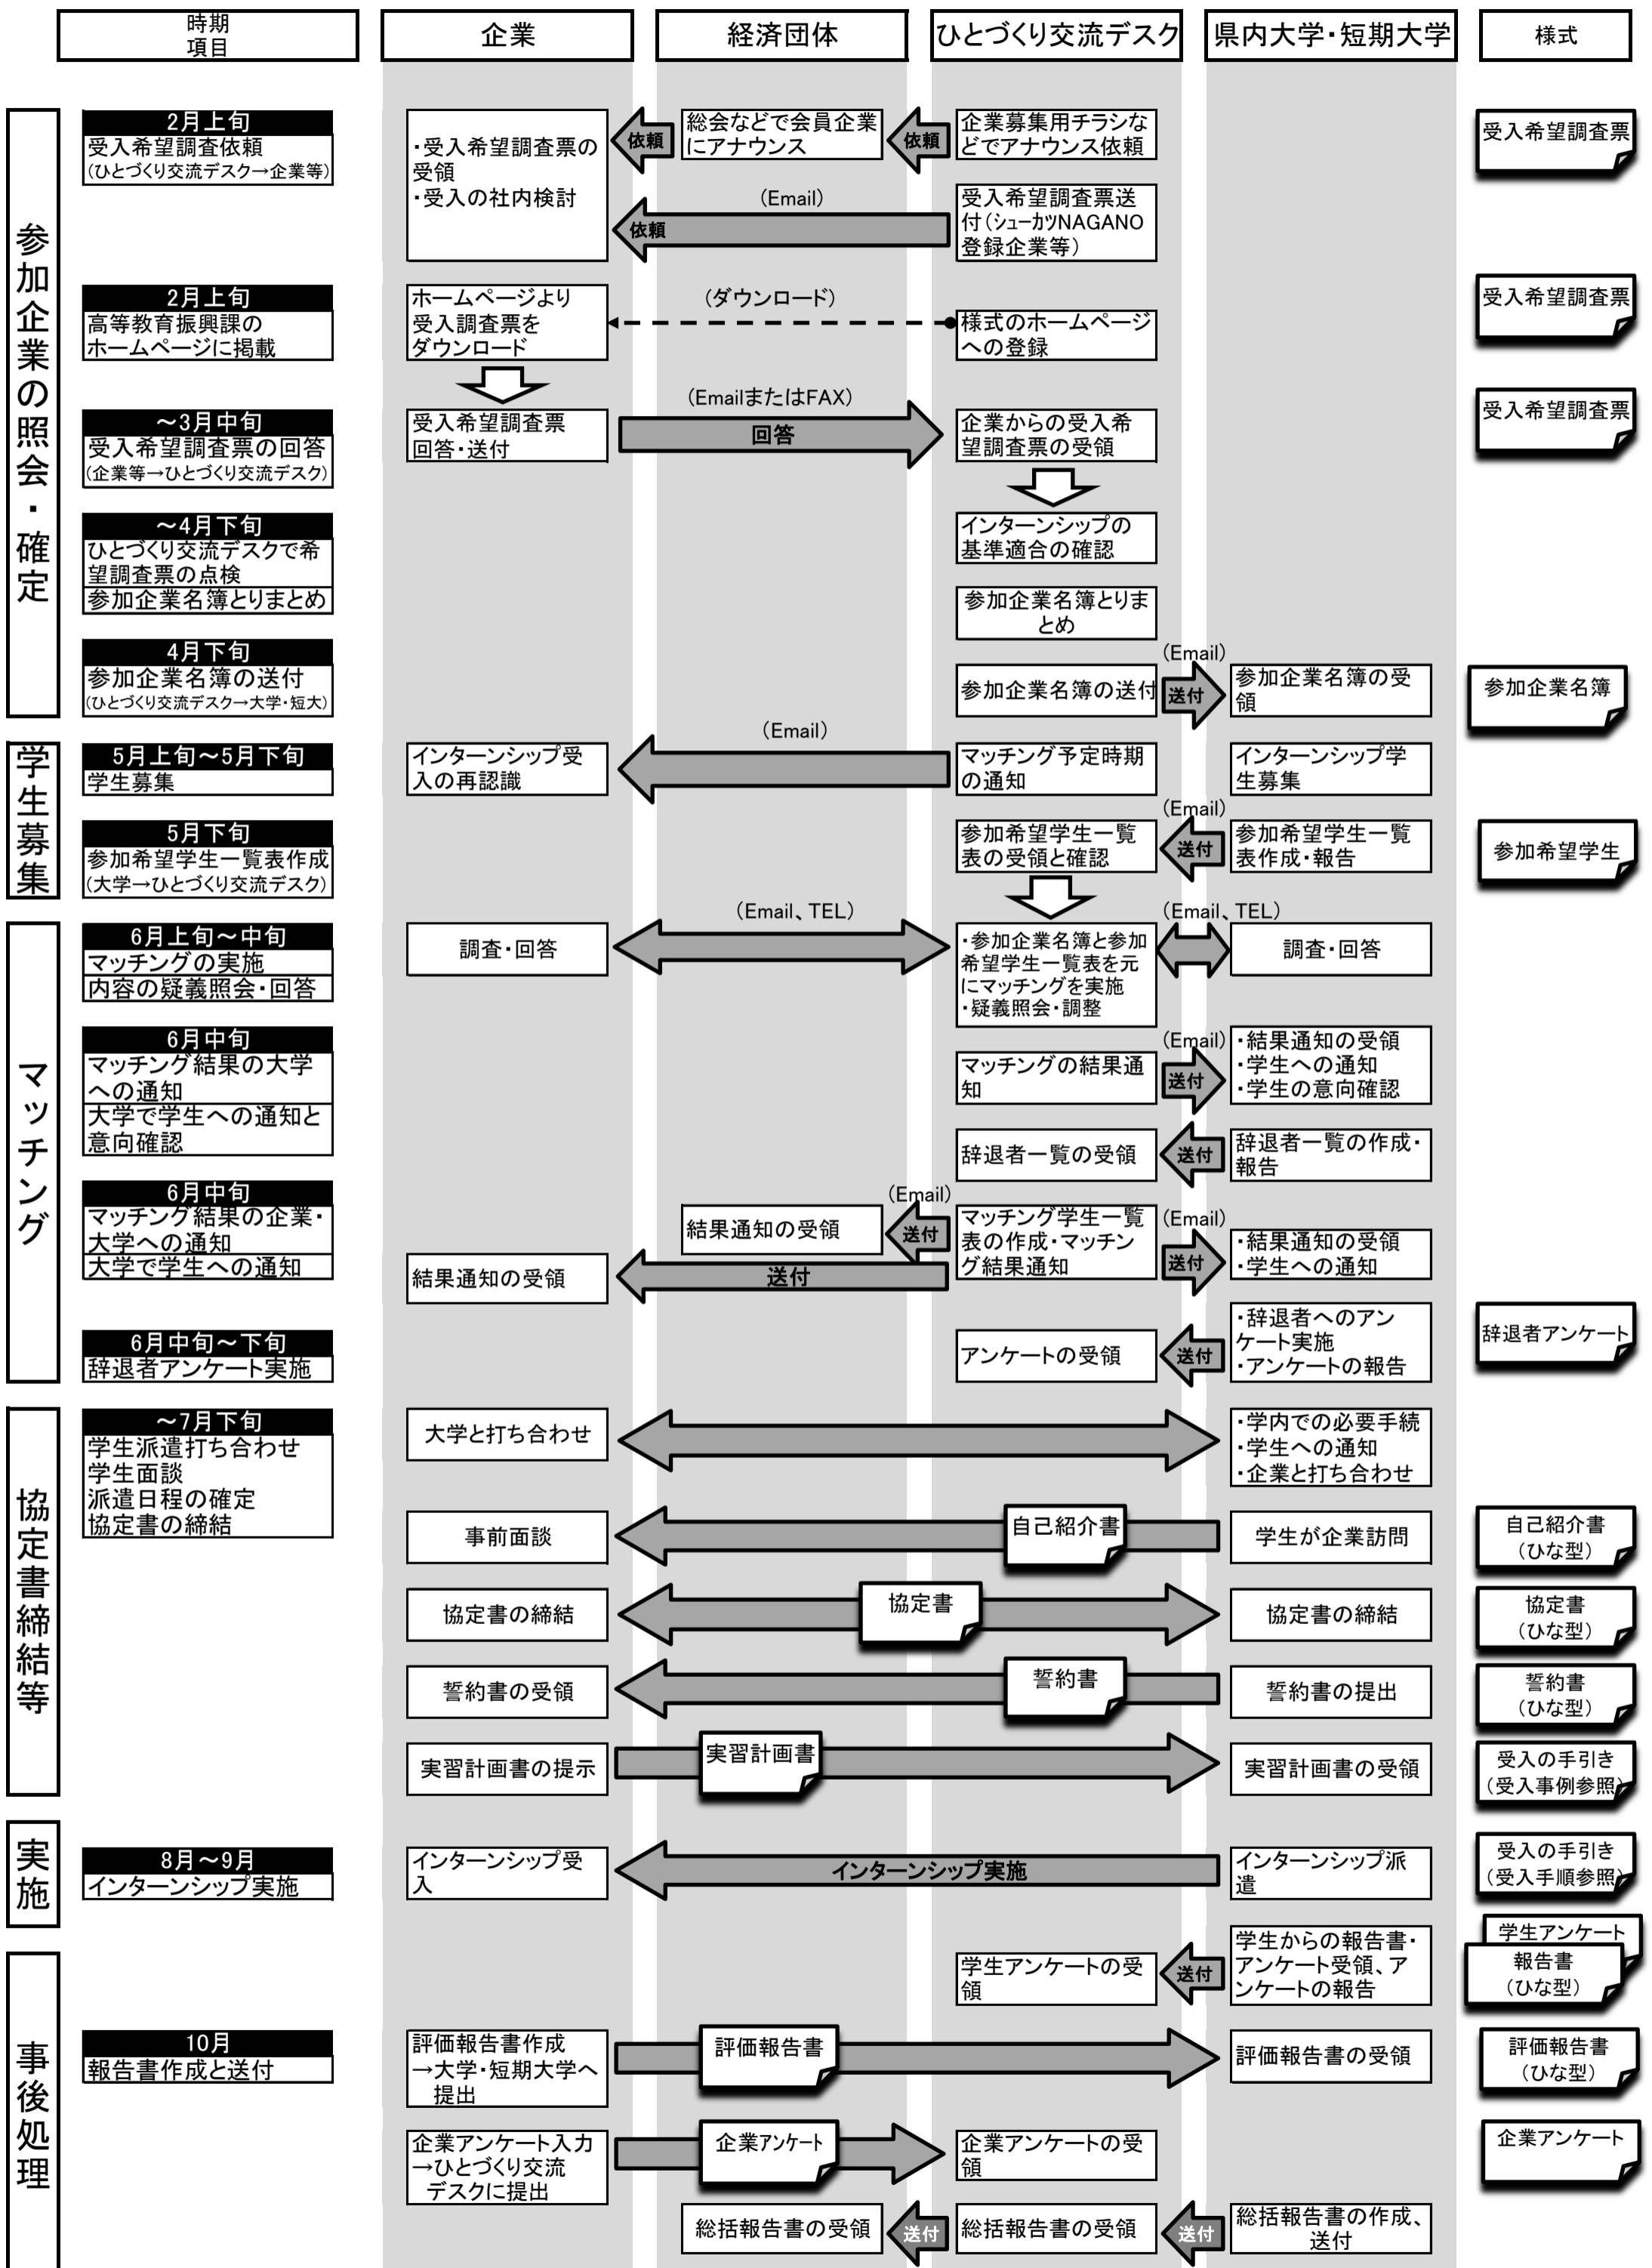 時期
項目
企業
経済団体
ひとづくり交流デスク
県内大学・短期大学
様式
参加企業の照会・確定
2月上旬
受入希望調査依頼
(ひとづくり交流デスク→企業等)
・受入希望調査票の
受領
・受入の社内検討
依頼
総会などで会員企業
にアナウンス
依頼
企業募集用チラシな
どでアナウンス依頼
受入希望調査票
(Email)
依頼
受入希望調査票送
付(シューカツNAGANO
登録企業等)
2月上旬
高等教育振興課の
ホームページに掲載
ホームページより
受入調査票を
ダウンロード
(ダウンロード)
様式のホームページ
への登録
受入希望調査票
～3月中旬
受入希望調査票の回答
(企業等→ひとづくり交流デスク)
受入希望調査票
回答・送付
(EmailまたはFAX)
回答
企業からの受入希
望調査票の受領
受入希望調査票
～4月下旬
ひとづくり交流デスクで希
望調査票の点検
参加企業名簿とりまとめ
インターンシップの
基準適合の確認
参加企業名簿とりま
とめ
4月下旬
参加企業名簿の送付
(ひとづくり交流デスク→大学・短大)
参加企業名簿の送付
(Email)
送付
参加企業名簿の受
領
参加企業名簿
学生募集
5月上旬～5月下旬
学生募集
インターンシップ受
入の再認識
(Email)
マッチング予定時期
の通知
インターンシップ学
生募集
5月下旬
参加希望学生一覧表作成
(大学→ひとづくり交流デスク)
参加希望学生一覧
表の受領と確認
(Email)
送付
参加希望学生一覧
表作成・報告
参加希望学生
マッチング
6月上旬～中旬
マッチングの実施
内容の疑義照会・回答
調査・回答
(Email、TEL)
・参加企業名簿と参加
希望学生一覧表を元
にマッチングを実施
・疑義照会・調整
(Email、TEL)
調査・回答
6月中旬
マッチング結果の大学
への通知
大学で学生への通知と
意向確認
マッチングの結果通
知
(Email)
送付
・結果通知の受領
・学生への通知
・学生の意向確認
辞退者一覧の受領
送付
辞退者一覧の作成・
報告
6月中旬
マッチング結果の企業・
大学への通知
大学で学生への通知
結果通知の受領
結果通知の受領
(Email)
送付
送付
マッチング学生一覧
表の作成・マッチン
グ結果通知
(Email)
送付
・結果通知の受領
・学生への通知
6月中旬～下旬
辞退者アンケート実施
アンケートの受領
送付
・辞退者へのアン
ケート実施
・アンケートの報告
辞退者アンケート
協定書締結等
～7月下旬
学生派遣打ち合わせ
学生面談
派遣日程の確定
協定書の締結
大学と打ち合わせ
・学内での必要手続
・学生への通知
・企業と打ち合わせ
事前面談
自己紹介書
学生が企業訪問
自己紹介書
(ひな型)
協定書の締結
協定書
協定書の締結
協定書
(ひな型)
誓約書の受領
誓約書
誓約書の提出
誓約書
(ひな型)
実習計画書の提示
実習計画書
実習計画書の受領
受入の手引き
(受入事例参照)
実施
8月～9月
インターンシップ実施
インターンシップ受
入
インターンシップ実施
インターンシップ派
遣
受入の手引き
(受入手順参照)
事後処理
学生アンケートの受
領
送付
学生からの報告書・
アンケート受領、ア
ンケートの報告
学生アンケート
報告書
(ひな型)
10月
報告書作成と送付
評価報告書作成
→大学・短期大学へ
提出
評価報告書
評価報告書の受領
評価報告書
(ひな型)
企業アンケート入力
→ひとづくり交流
デスクに提出
企業アンケート
企業アンケートの受
領
企業アンケート
総括報告書の受領
送付
総括報告書の受領
送付
総括報告書の作成、
送付